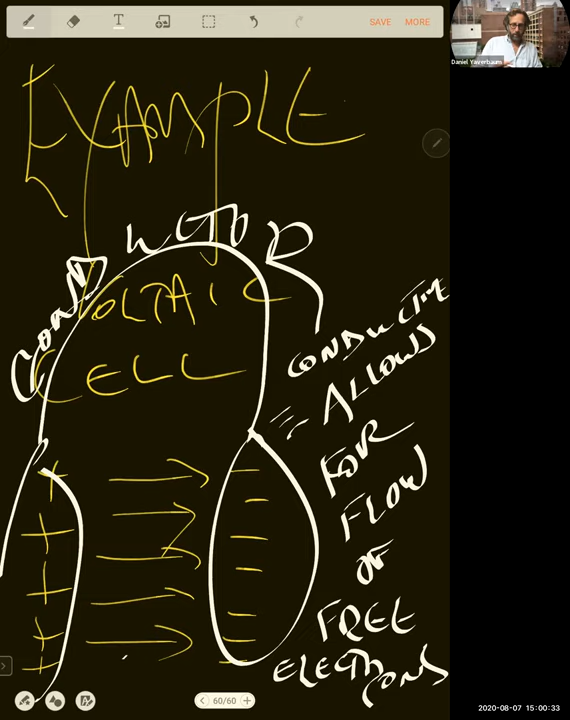 SAVE MORE
Daniel Yaverbaum
EXAMPLE
CONDUCTOR
VOLTAIC
CELL
CONDUCTIVE
= ALLOWS
FOR
FLOW
OF
FREE
ELECTRONS
+ -
+ -
+ -
+ -
+ -
+ -
60/60
2020-08-07 15:00:33